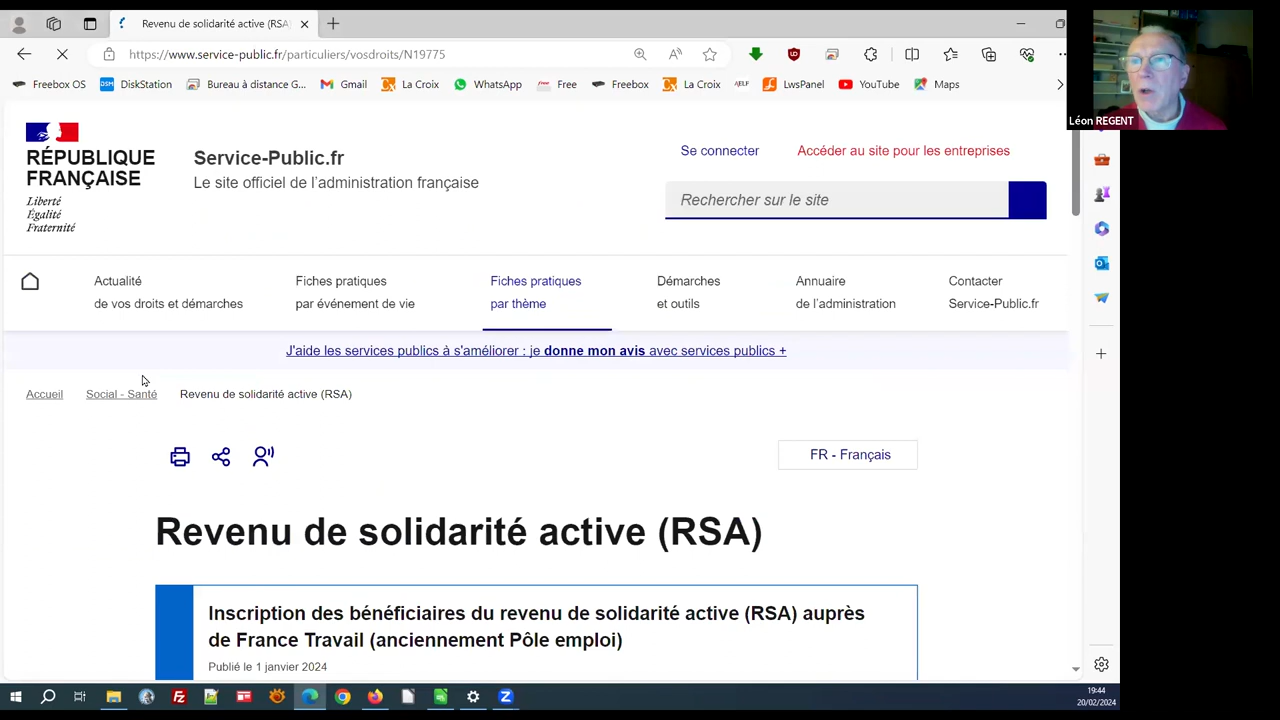 Revenu de solidarité active (RSA)
https://www.service-public.fr/particuliers/vosdroits/N19775
Freebox OS
DSM
DiskStation
Bureau à distance G...
Gmail
La Croix
WhatsApp
Free
Freebox
La Croix
LwsPanel
YouTube
Maps
Léon REGENT
RÉPUBLIQUE
FRANÇAISE
Liberté
Égalité
Fraternité
Service-Public.fr
Le site officiel de l'administration française
Se connecter
Accéder au site pour les entreprises
Rechercher sur le site
Actualité
de vos droits et démarches
Fiches pratiques
par événement de vie
Fiches pratiques
par thème
Démarches
et outils
Annuaire
de l'administration
Contacter
Service-Public.fr
J'aide les services publics à s'améliorer : je donne mon avis avec services publics +
Accueil
Social - Santé
Revenu de solidarité active (RSA)
FR - Français
Revenu de solidarité active (RSA)
Inscription des bénéficiaires du revenu de solidarité active (RSA) auprès
de France Travail (anciennement Pôle emploi)
Publié le 1 janvier 2024
19:44
20/02/2024